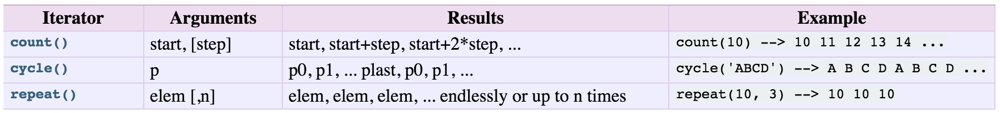 Iterator Arguments Results Example
count() start, [step] start, start+step, start+2*step, ... count(10) --> 10 11 12 13 14 ...
cycle() p p0, p1, ... plast, p0, p1, ... cycle('ABCD') --> A B C D A B C D ...
repeat() elem [,n] elem, elem, elem, ... endlessly or up to n times repeat(10, 3) --> 10 10 10